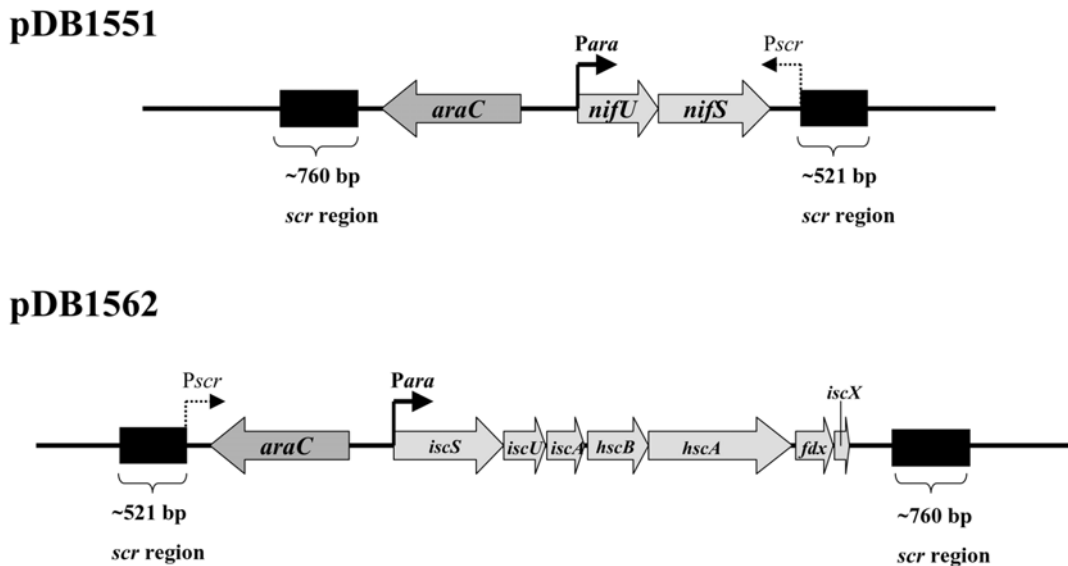 pDB1551
Para
Pscr
araC
nifU
nifS
~760 bp
scr region
~521 bp
scr region
pDB1562
Pscr
Para
iscX
araC
iscS
iscU
iscA
hscB
hscA
fdx
~521 bp
scr region
~760 bp
scr region